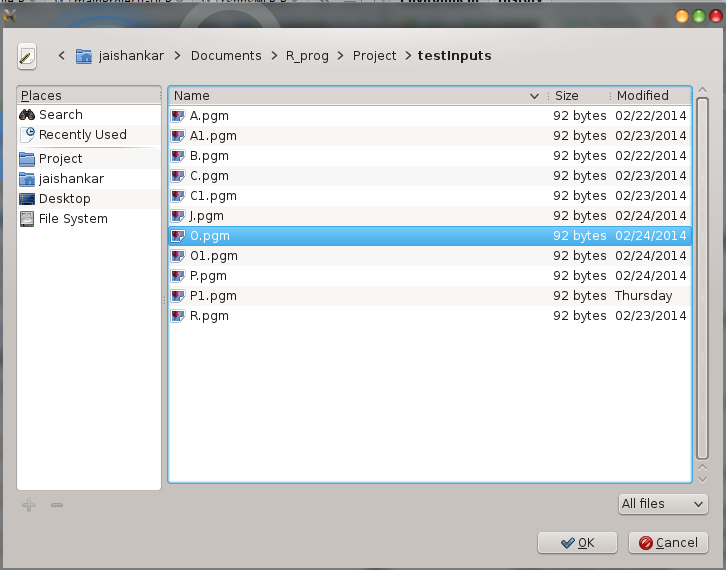 < jaishankar > Documents > R_prog > Project > testInputs
Places
Search
Recently Used
Project
jaishankar
Desktop
File System
Name Size Modified
A.pgm 92 bytes 02/22/2014
A1.pgm 92 bytes 02/23/2014
B.pgm 92 bytes 02/22/2014
C.pgm 92 bytes 02/23/2014
C1.pgm 92 bytes 02/23/2014
J.pgm 92 bytes 02/24/2014
O.pgm 92 bytes 02/24/2014
O1.pgm 92 bytes 02/24/2014
P.pgm 92 bytes 02/24/2014
P1.pgm 92 bytes Thursday
R.pgm 92 bytes 02/23/2014
All files
OK Cancel